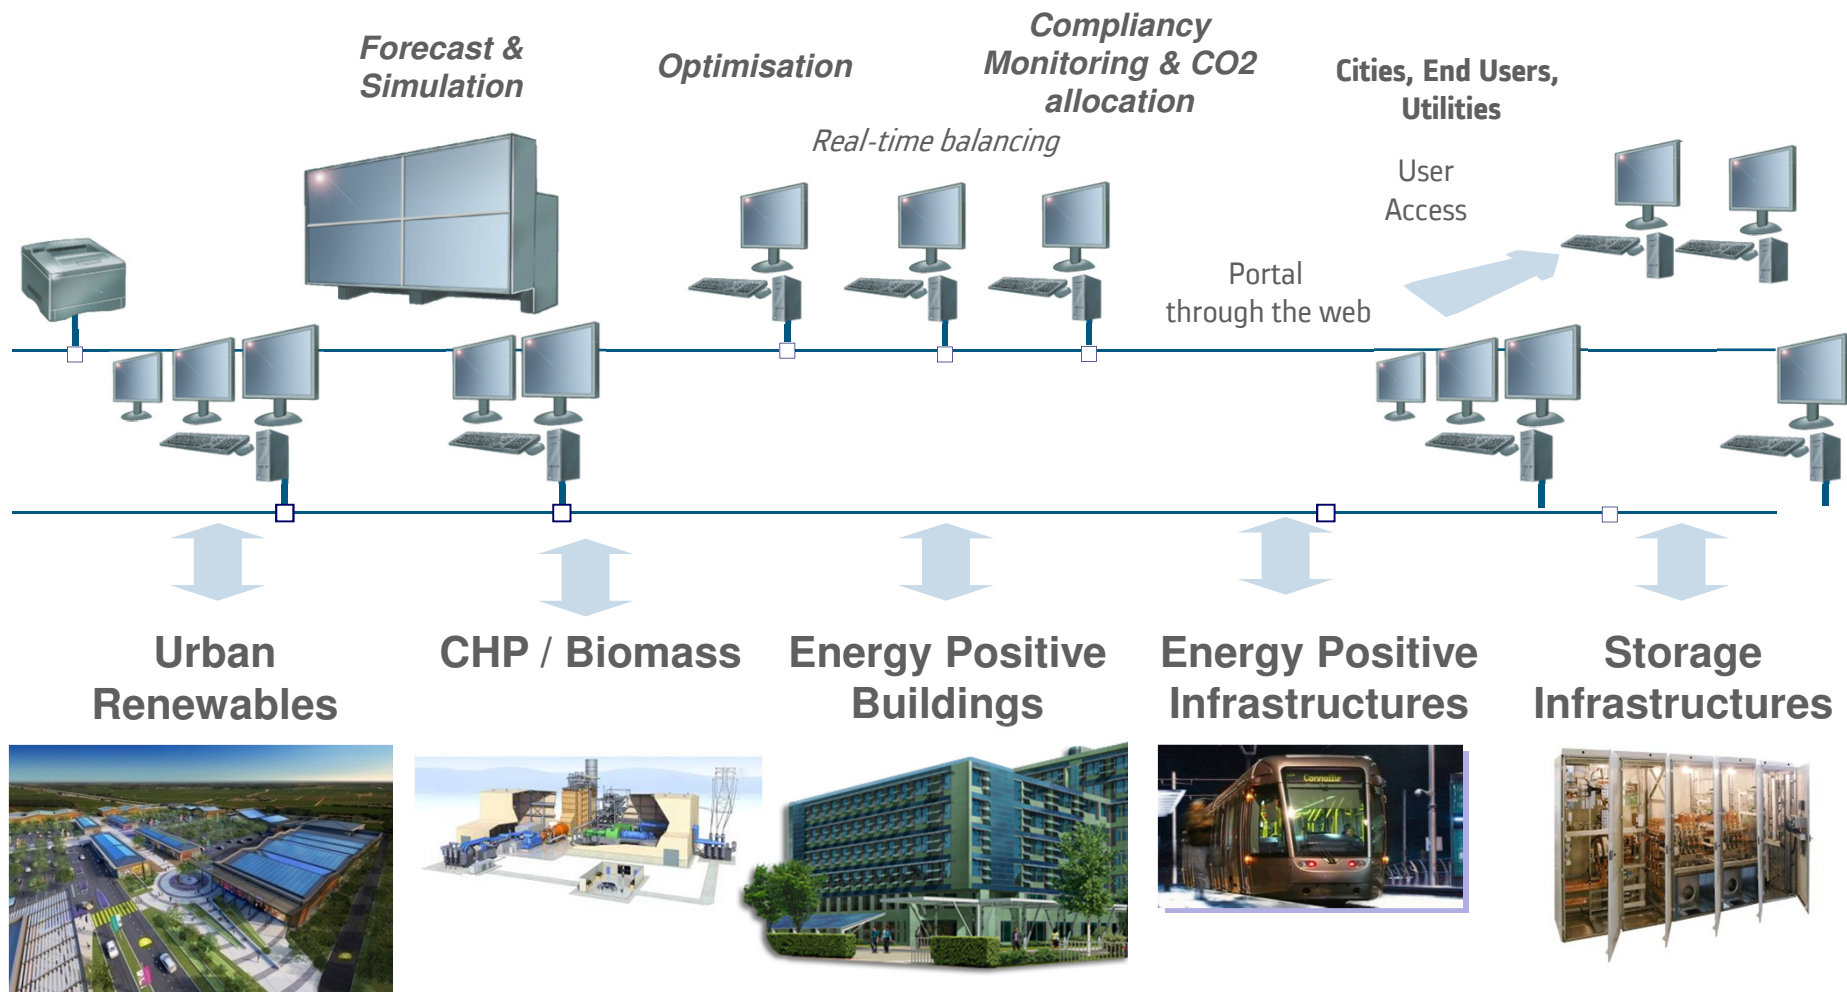 Forecast &
Simulation
Optimisation
Compliancy
Monitoring & CO2
allocation
Real-time balancing
Cities, End Users,
Utilities
User
Access
Portal
through the web
Urban
Renewables
CHP / Biomass
Energy Positive
Buildings
Energy Positive
Infrastructures
Storage
Infrastructures
Connolly